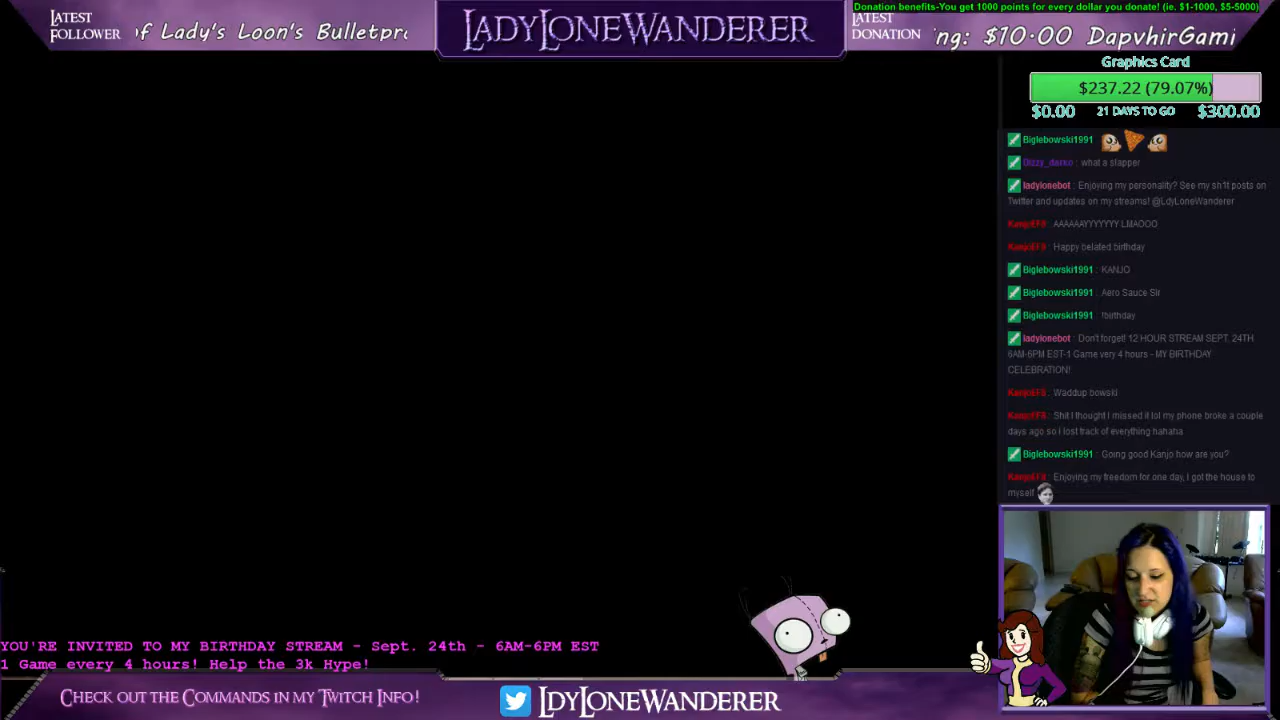 Donation benefits-You get 1000 points for every dollar you donate! (ie. $1-1000, $5-5000)
Latest
Follower
of Lady's Loon's Bulletpr
LadyLoneWanderer
Latest
Donation
ng: $10.00 DapvhirGami
Graphics Card
$237.22 (79.07%)
$0.00 21 DAYS TO GO $300.00
Biglebowski1991
Dizzy_darko: what a slapper
ladylonebot: Enjoying my personality? See my sh!1t posts on
Twitter and updates on my streams! @LdyLoneWanderer
KanjoEF8: AAAAAAYYYYYYY LMAOOO
KanjoEF8: Happy belated birthday
Biglebowski1991: KANJO
Biglebowski1991: Aero Sauce SIr
Biglebowski1991: !birthday
ladylonebot: Don't forget! 12 HOUR STREAM SEPT. 24TH
6AM-6PM EST-1 Game very 4 hours - MY BIRTHDAY
CELEBRATION!
KanjoEF8: Waddup bowski
KanjoEF8: Shit I thought I missed it lol my phone broke a couple
days ago so i lost track of everything hahaha
Biglebowski1991: Going good Kanjo how are you?
KanjoEF8: Enjoying my freedom for one day, I got the house to
myself
YOU'RE INVITED TO MY BIRTHDAY STREAM - Sept. 24th - 6AM-6PM EST
1 Game every 4 hours! Help the 3k Hype!
Check out the Commands in my Twitch Info!
LdyLoneWanderer